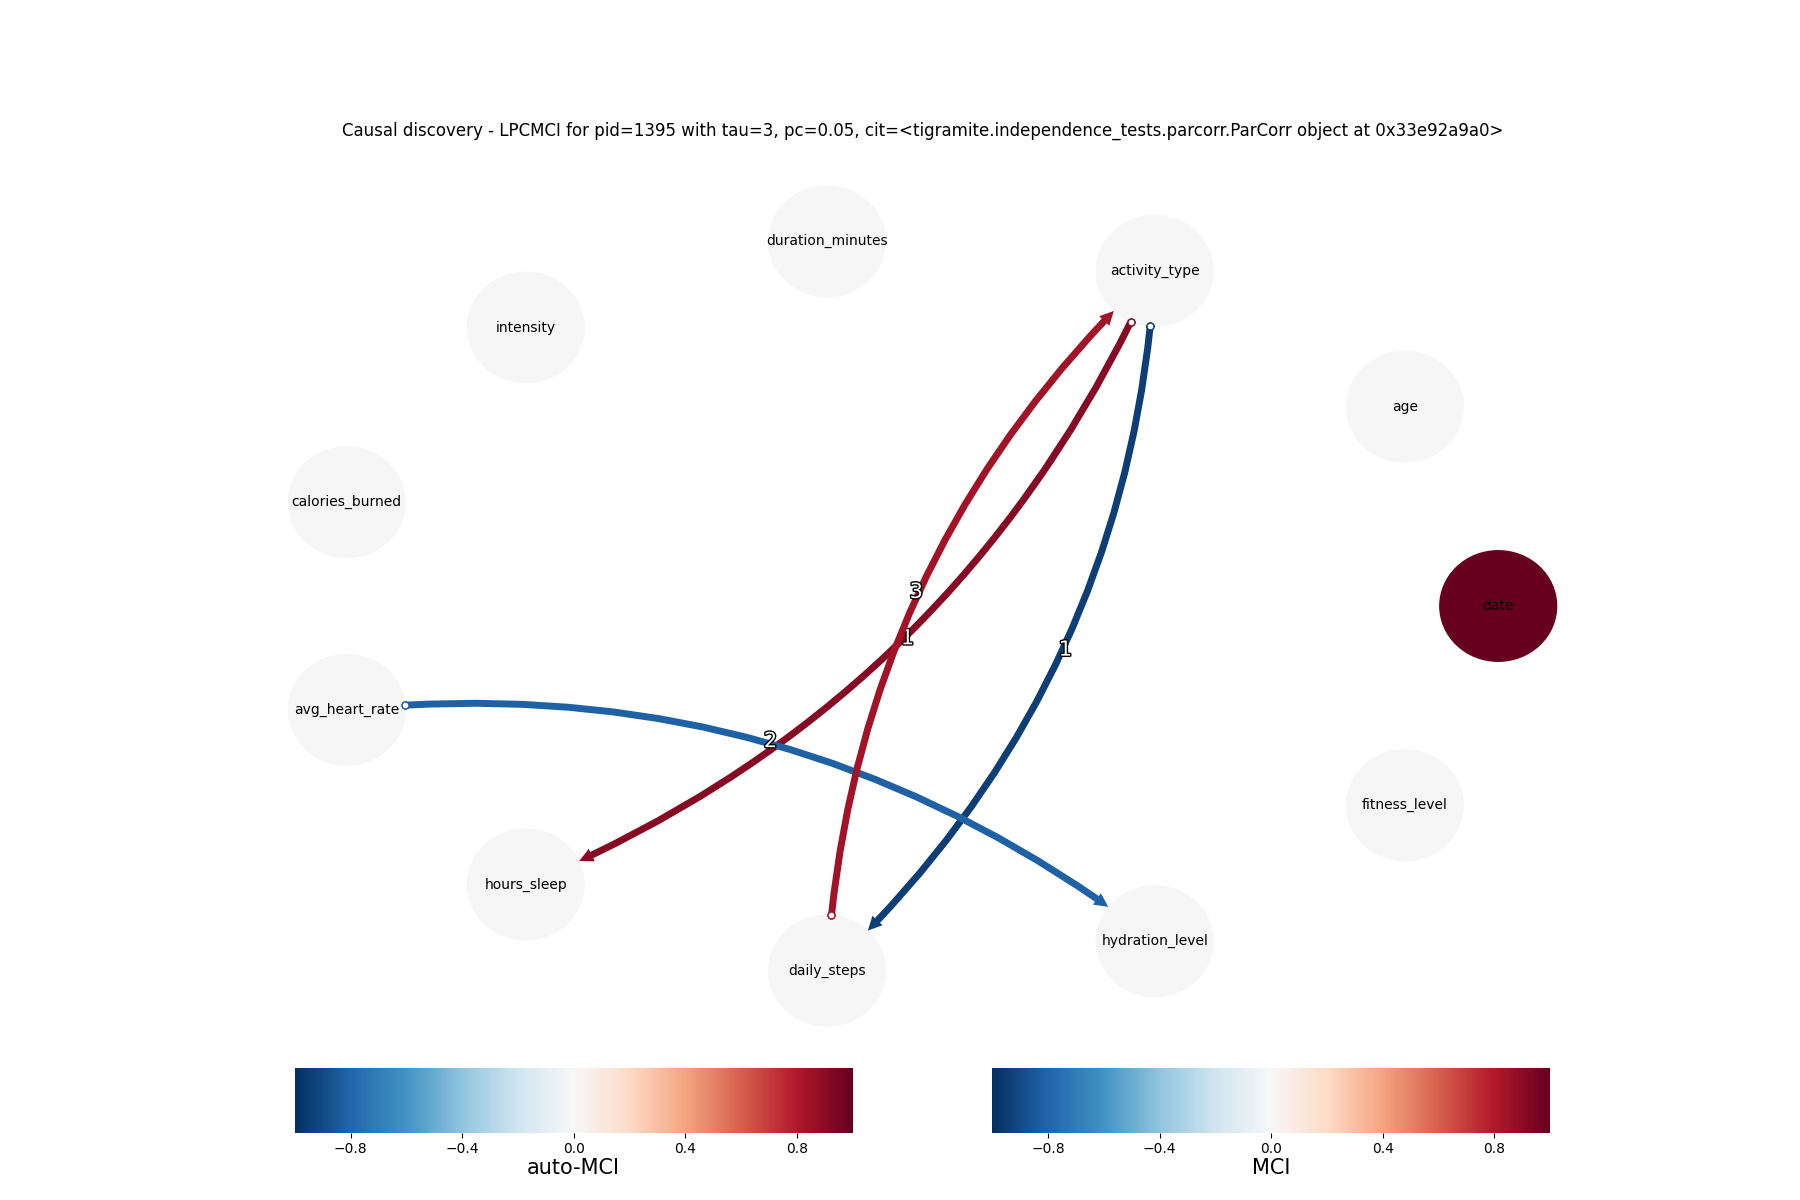 Causal discovery - LPCMCI for pid=1395 with tau=3, pc=0.05, cit=<tigramite.independence_tests.parcorr.ParCorr object at 0x33e92a9a0>
duration_minutes
activity_type
intensity
age
calories_burned
3
date
1
1
avg_heart_rate
2
fitness_level
hours_sleep
hydration_level
daily_steps
−0.8 −0.4 0.0 0.4 0.8
auto-MCI
−0.8 −0.4 0.0 0.4 0.8
MCI